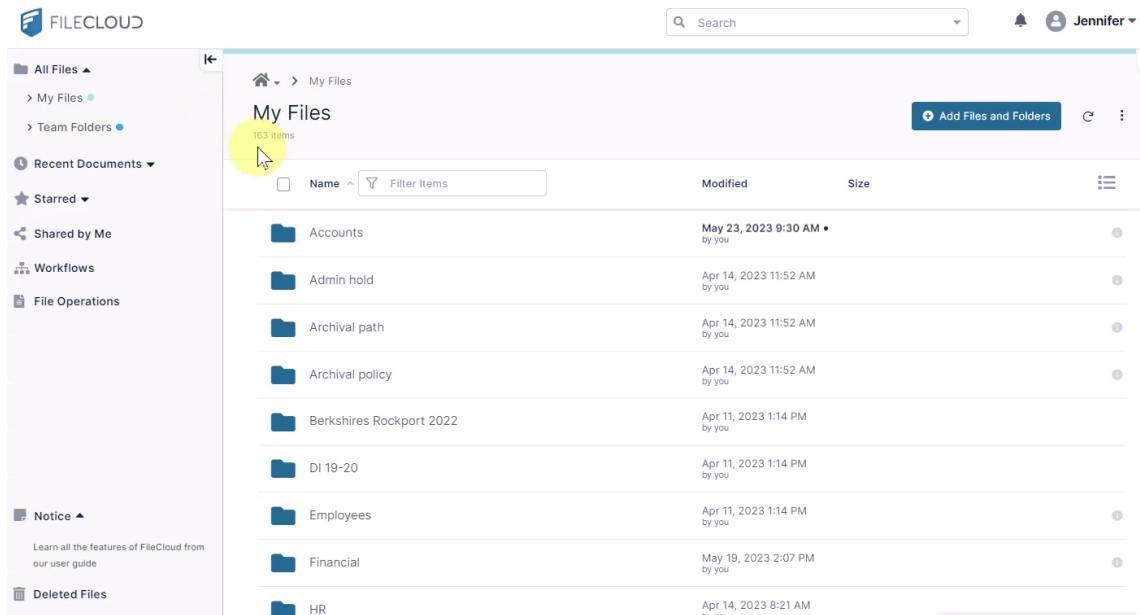 FILECLOUD
Search
Jennifer
All Files
My Files
Team Folders
Recent Documents
Starred
Shared by Me
Workflows
File Operations
Notice
Learn all the features of FileCloud from
our user guide
Deleted Files
My Files
My Files
163 items
Add Files and Folders
Name Filter Items Modified Size
Accounts May 23, 2023 9:30 AM •
by you
Admin hold Apr 14, 2023 11:52 AM
by you
Archival path Apr 14, 2023 11:52 AM
by you
Archival policy Apr 14, 2023 11:52 AM
by you
Berkshires Rockport 2022 Apr 11, 2023 1:14 PM
by you
DI 19-20 Apr 11, 2023 1:14 PM
by you
Employees Apr 11, 2023 1:14 PM
by you
Financial May 19, 2023 2:07 PM
by you
HR Apr 14, 2023 8:21 AM